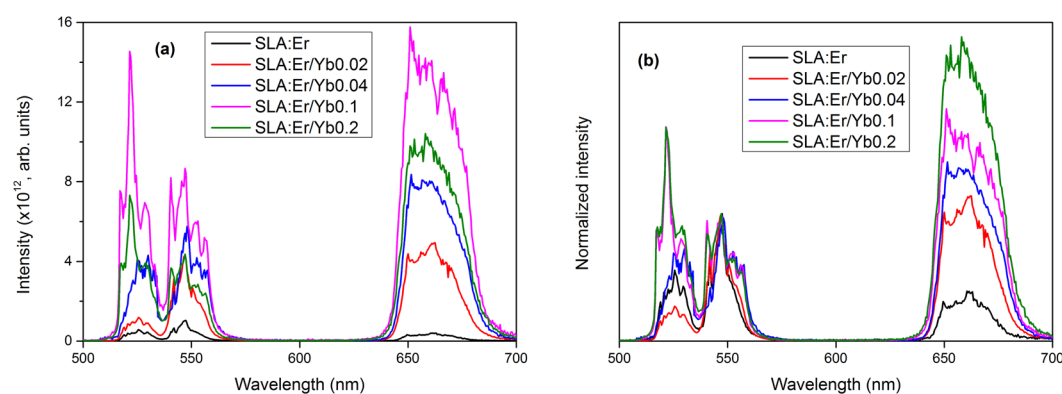 (a)
SLA:Er
SLA:Er/Yb0.02
SLA:Er/Yb0.04
SLA:Er/Yb0.1
SLA:Er/Yb0.2
Intensity (x10¹², arb. units)
16
12
8
4
0
500
550
600
650
700
Wavelength (nm)
(b)
SLA:Er
SLA:Er/Yb0.02
SLA:Er/Yb0.04
SLA:Er/Yb0.1
SLA:Er/Yb0.2
Normalized intensity
500
550
600
650
700
Wavelength (nm)